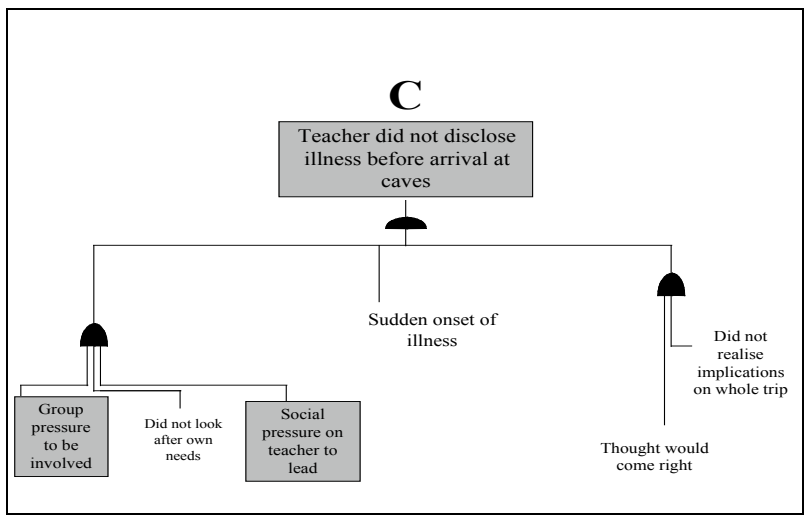 C
Teacher did not disclose
illness before arrival at
caves
Sudden onset of
illness
Did not
realise
implications
on whole trip
Group
pressure
to be
involved
Did not look
after own
needs
Social
pressure on
teacher to
lead
Thought would
come right